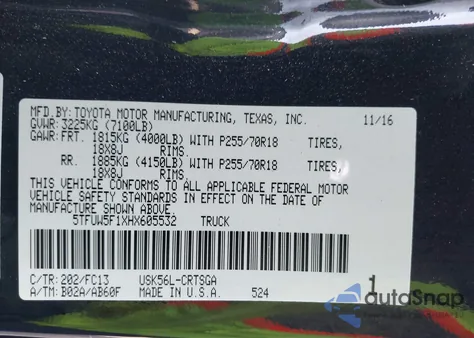 MFD.BY: TOYOTA MOTOR MANUFACTURING, TEXAS, INC. 11/16
GVWR: 3225KG (7100LB)
GAWR: FRT. 1815KG (4000LB) WITH P255/70R18 TIRES,
18X8J RIMS.
RR. 1885KG (4150LB) WITH P255/70R18 TIRES,
18X8J RIMS.
THIS VEHICLE CONFORMS TO ALL APPLICABLE FEDERAL MOTOR
VEHICLE SAFETY STANDARDS IN EFFECT ON THE DATE OF
MANUFACTURE SHOWN ABOVE
5TFUW5F1XHX605532 TRUCK
C/TR: 202/FC13 USK56L-CRTSGA 1
A/TM: B02A/AB60F MADE IN U.S.A. 524
autoSnap